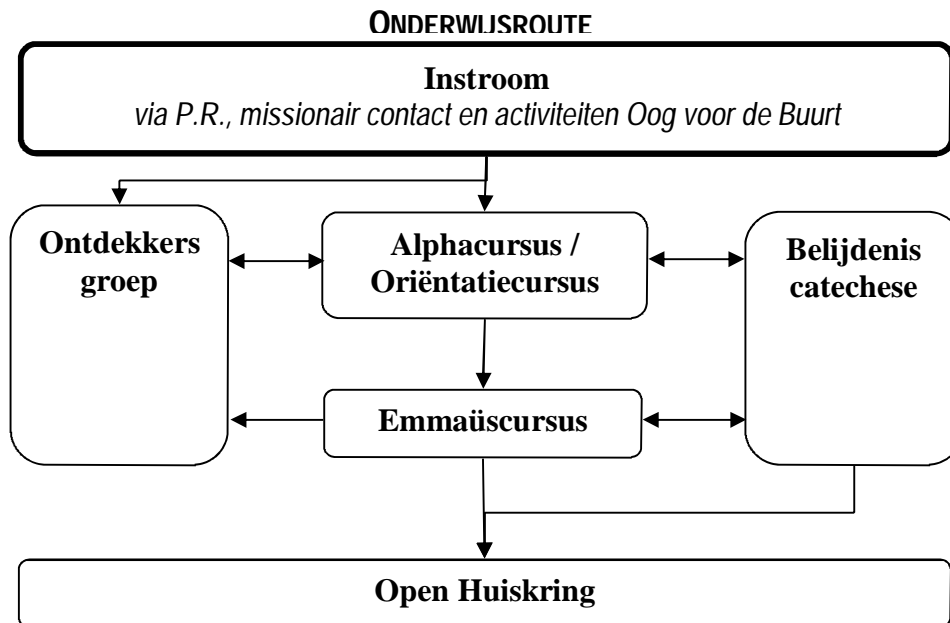 ONDERWIJSROUTE
Instroom
via P.R., missionair contact en activiteiten Oog voor de Buurt
Ontdekkers
groep
Alphacursus /
Oriëntatiecursus
Belijdenis
catechese
Emmaüscursus
Open Huiskring